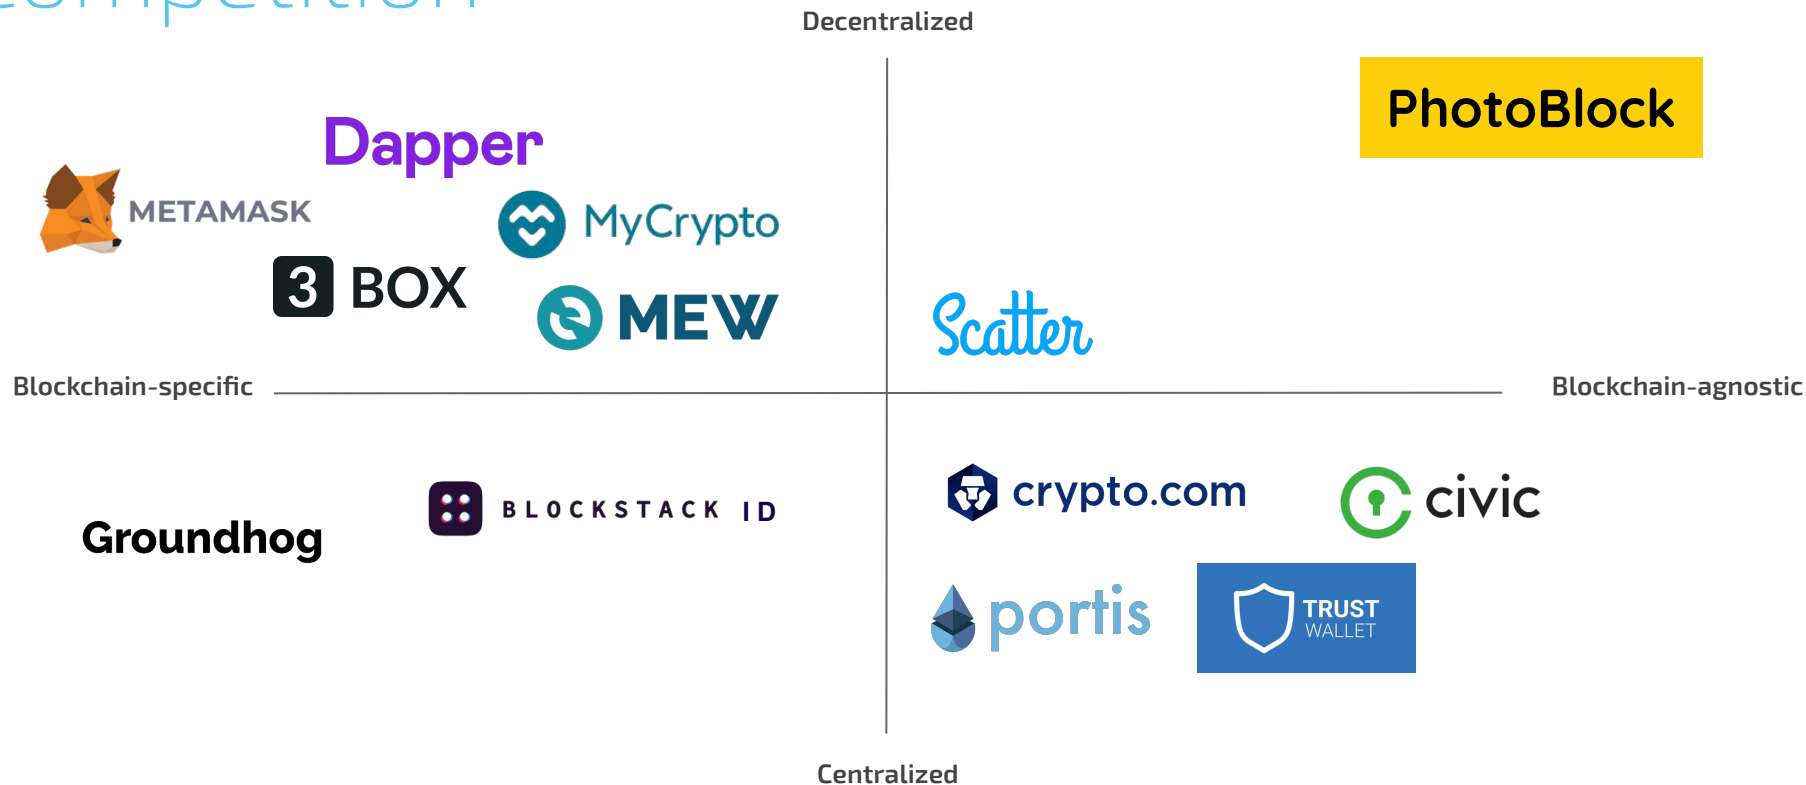 competition
Decentralized
PhotoBlock
Dapper
METAMASK
MyCrypto
3 BOX
MEW
Scatter
Blockchain-specific
Blockchain-agnostic
crypto.com
civic
BLOCKSTACK ID
Groundhog
portis
TRUST
WALLET
Centralized